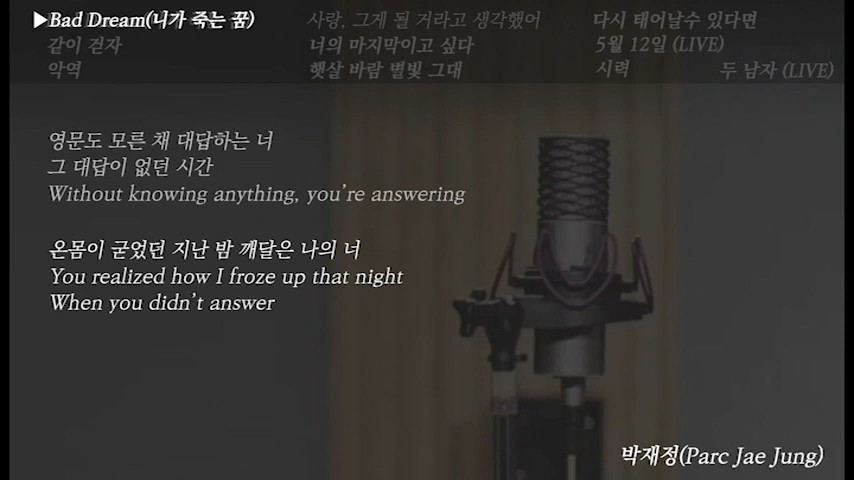 ▶Bad Dream(니가 죽는 꿈)
사랑, 그게 될 거라고 생각했어
다시 태어날수 있다면
같이 걷자
너의 마지막이고 싶다
5월 12일 (LIVE)
악역
햇살 바람 별빛 그대
시력
두 남자 (LIVE)
영문도 모른 채 대답하는 너
그 대답이 없던 시간
Without knowing anything, you're answering
온몸이 굳었던 지난 밤 깨달은 나의 너
You realized how I froze up that night
When you didn't answer
박재정(Parc Jae Jung)